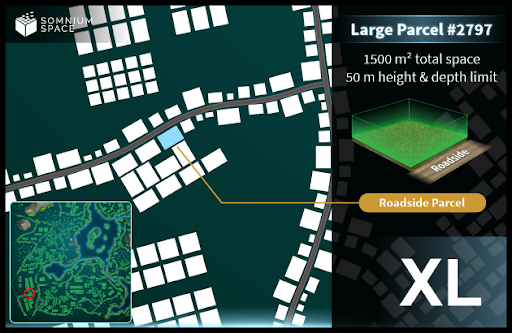 SOMNIUM
SPACE
Large Parcel #2797
1500 m² total space
50 m height & depth limit
Roadside
Roadside Parcel
XL